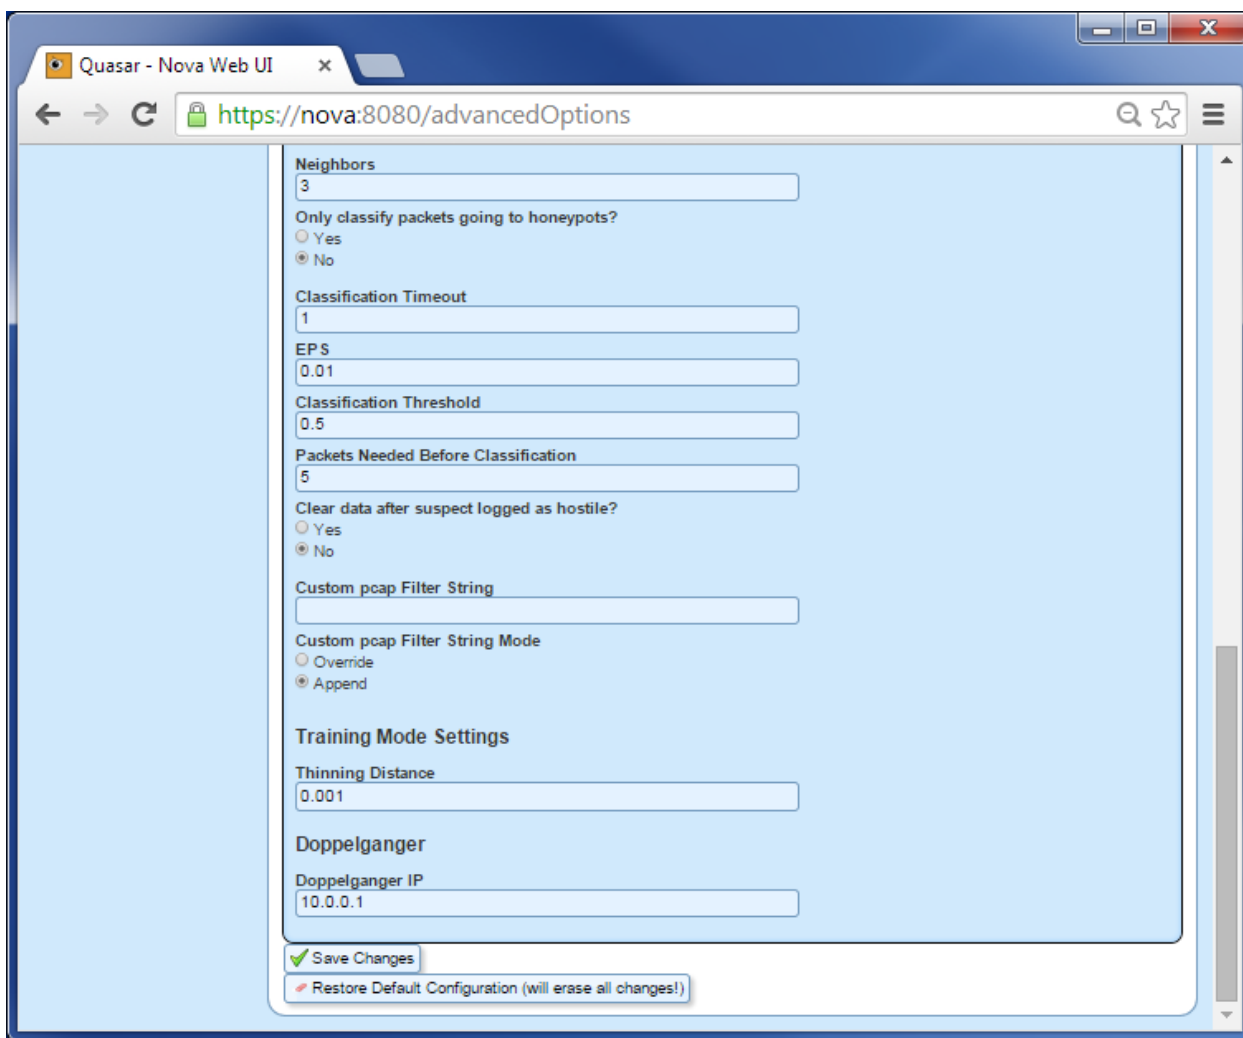 Quasar - Nova Web UI
https://nova:8080/advancedOptions
Neighbors
3
Only classify packets going to honeypots?
Yes
No
Classification Timeout
1
EPS
0.01
Classification Threshold
0.5
Packets Needed Before Classification
5
Clear data after suspect logged as hostile?
Yes
No
Custom pcap Filter String
Custom pcap Filter String Mode
Override
Append
Training Mode Settings
Thinning Distance
0.001
Doppelganger
Doppelganger IP
10.0.0.1
Save Changes
Restore Default Configuration (will erase all changes!)